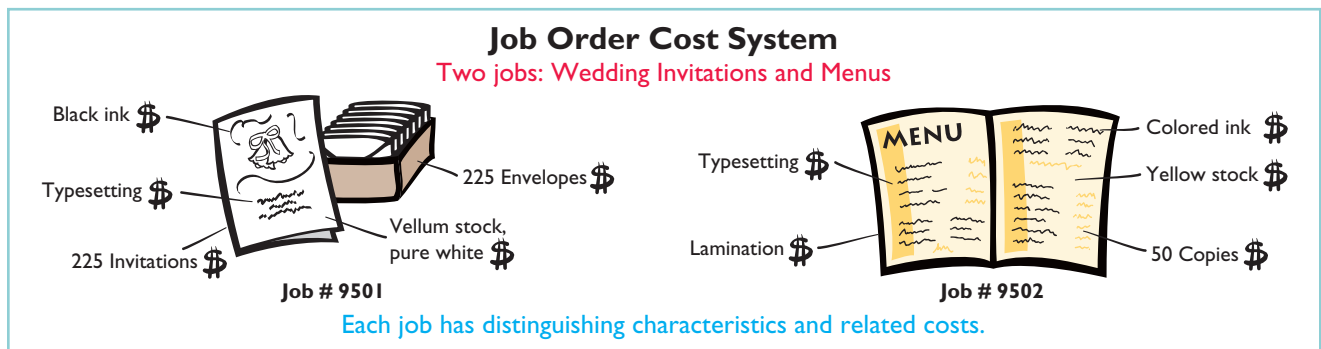 Job Order Cost System
Two jobs: Wedding Invitations and Menus
Black ink $
Typesetting $
225 Invitations $
225 Envelopes $
Vellum stock,
pure white $
Job # 9501
MENU
Typesetting $
Lamination $
Colored ink $
Yellow stock $
50 Copies $
Job # 9502
Each job has distinguishing characteristics and related costs.